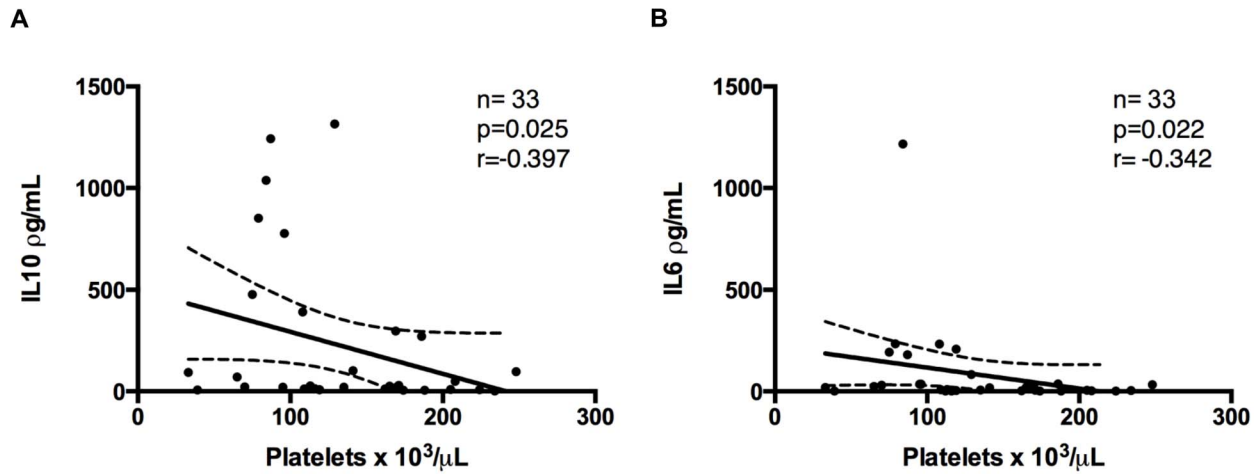 A
1500
1000
500
0
IL10 ρg/mL
n= 33
p=0.025
r=-0.397
0 100 200 300
Platelets x 10³/μL
B
1500
1000
500
0
IL6 ρg/mL
n= 33
p=0.022
r= -0.342
0 100 200 300
Platelets x 10³/μL